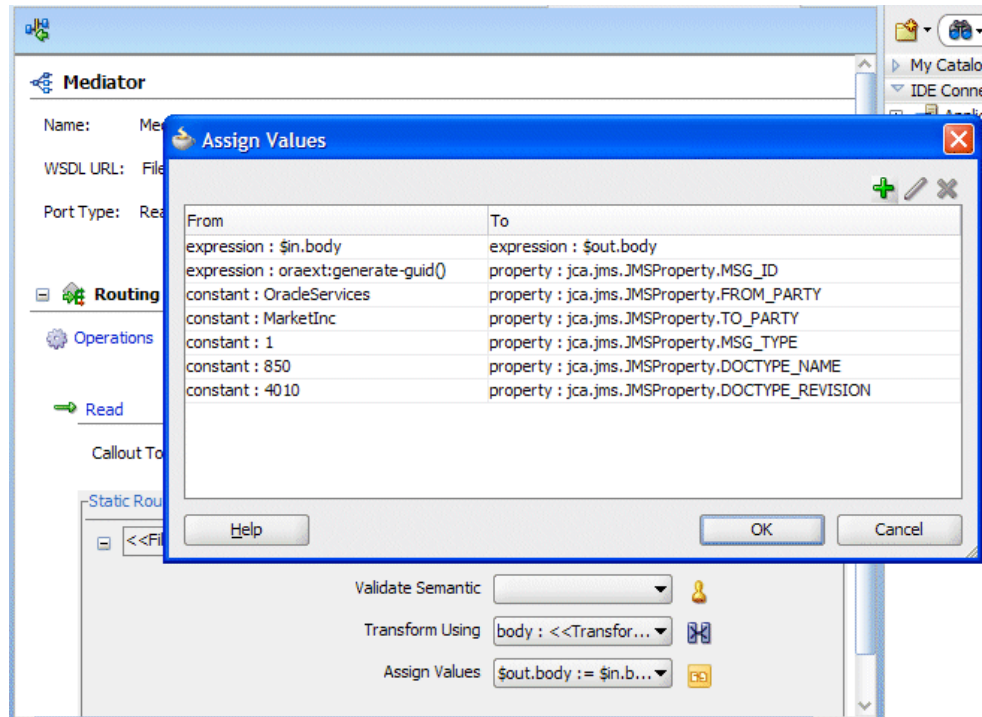 Mediator
My Catalo
IDE Conne
Name:
WSDL URL: File
Port Type: Rea
Assign Values
From To
expression : $in.body expression : $out.body
expression : oraext:generate-guid() property : jca.jms.JMSProperty.MSG_ID
constant : OracleServices property : jca.jms.JMSProperty.FROM_PARTY
constant : MarketInc property : jca.jms.JMSProperty.TO_PARTY
constant : 1 property : jca.jms.JMSProperty.MSG_TYPE
constant : 850 property : jca.jms.JMSProperty.DOCTYPE_NAME
constant : 4010 property : jca.jms.JMSProperty.DOCTYPE_REVISION
Routing
Operations
Read
Callout To
Static Rou
<<Fil
Help OK Cancel
Validate Semantic
Transform Using body : <<Transfor...
Assign Values $out.body := $in.b...